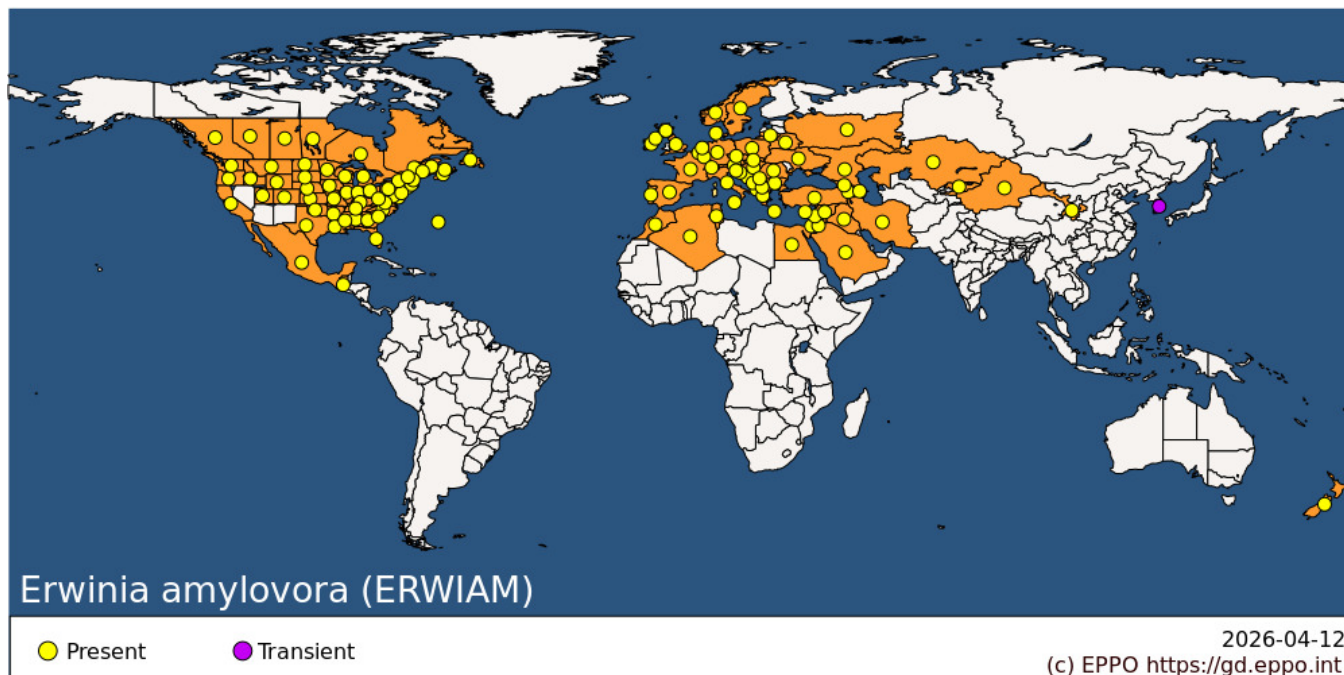 Erwinia amylovora (ERWIAM)
Present
Transient
2026-04-12
(c) EPPO https://gd.eppo.int